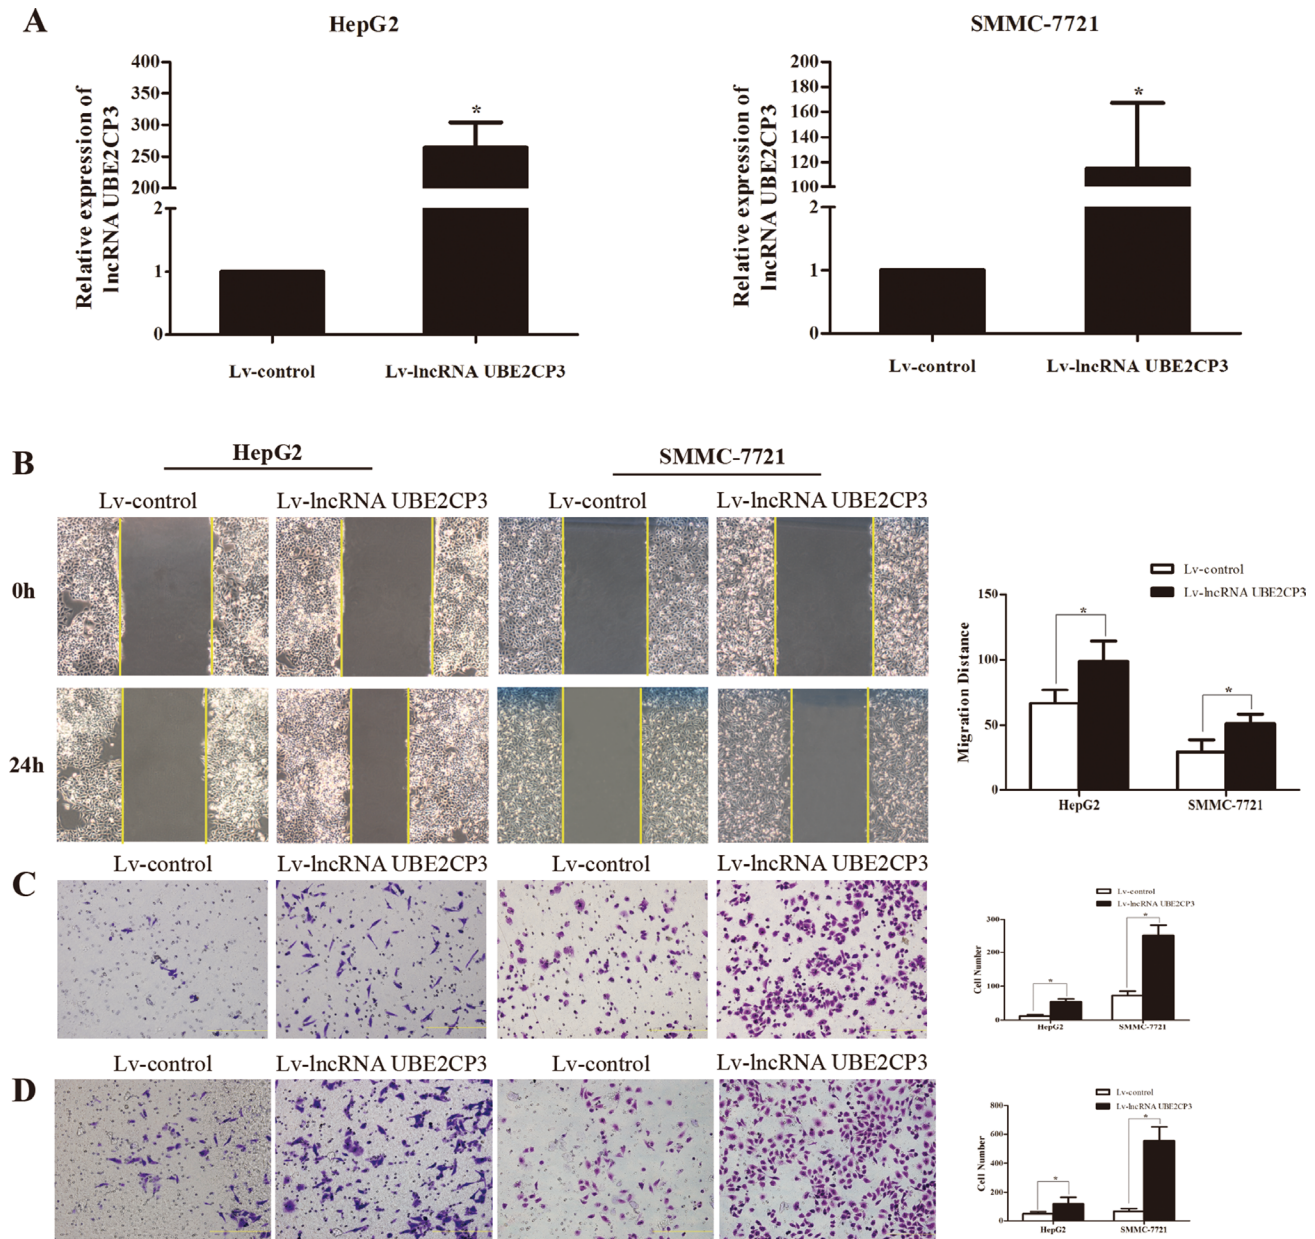 A
HepG2
Relative expression of
lncRNA UBE2CP3
400
350
300
250
200
2
1
0
Lv-control
Lv-lncRNA UBE2CP3
*
SMMC-7721
Relative expression of
lncRNA UBE2CP3
200
180
160
140
120
100
2
1
0
Lv-control
Lv-lncRNA UBE2CP3
*
B
HepG2
SMMC-7721
Lv-control
Lv-lncRNA UBE2CP3
Lv-control
Lv-lncRNA UBE2CP3
0h
24h
Lv-control
Lv-lncRNA UBE2CP3
Migration Distance
150
100
50
0
*
*
HepG2
SMMC-7721
C
Lv-control
Lv-lncRNA UBE2CP3
Lv-control
Lv-lncRNA UBE2CP3
Lv-control
Lv-lncRNA UBE2CP3
Cell Number
300
200
100
0
*
*
HepG2
SMMC-7721
D
Lv-control
Lv-lncRNA UBE2CP3
Lv-control
Lv-lncRNA UBE2CP3
Lv-control
Lv-lncRNA UBE2CP3
Cell Number
800
600
400
200
0
*
*
HepG2
SMMC-7721